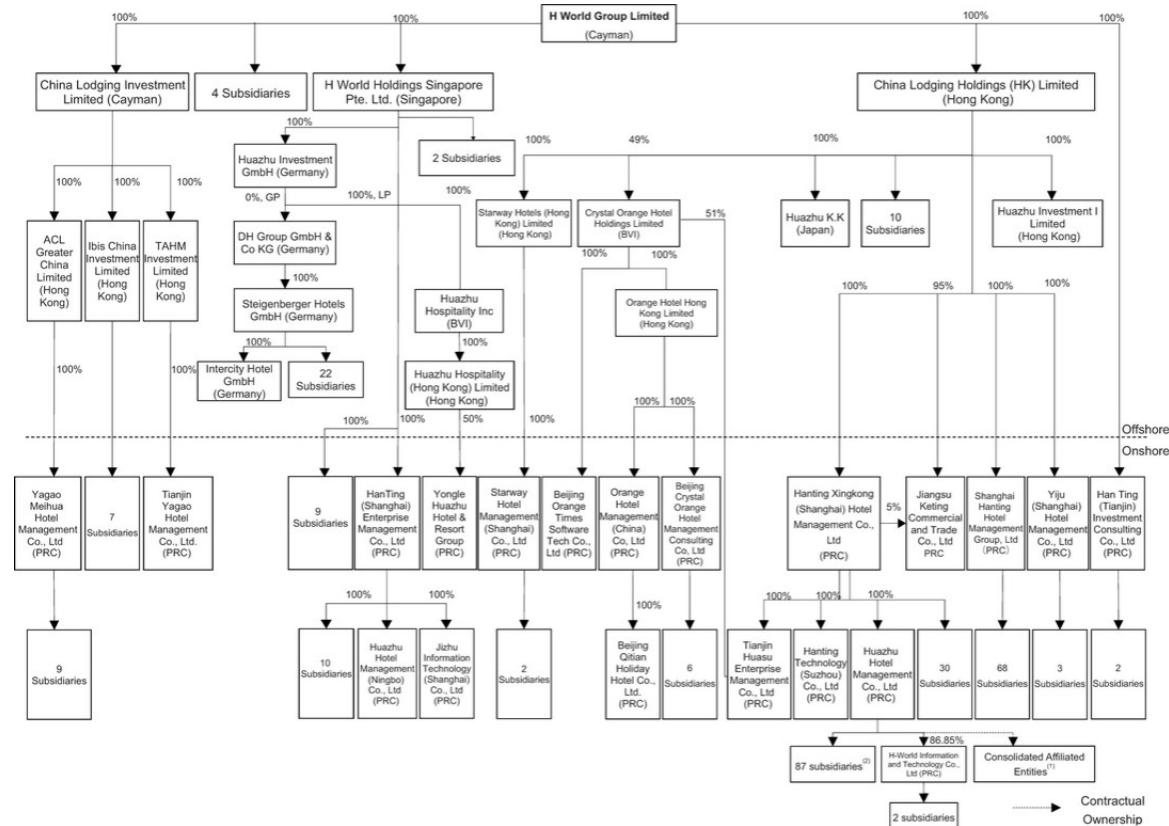 H World Group Limited
(Cayman)
100%
100%
100%
100%
China Lodging Investment
Limited (Cayman)
4 Subsidiaries
H World Holdings Singapore
Pte. Ltd. (Singapore)
China Lodging Holdings (HK) Limited
(Hong Kong)
100%
Huazhu Investment
GmbH (Germany)
2 Subsidiaries
100%
49%
100%
100%
100%
0%, GP
100%, LP
100%
100%
100%
100%
ACL
Greater
China
Limited
(Hong
Kong)
Ibis China
Investment
Limited
(Hong
Kong)
TAHM
Investment
Limited
(Hong
Kong)
DH Group GmbH &
Co KG (Germany)
Starway Hotels (Hong
Kong) Limited
(Hong Kong)
Crystal Orange Hotel
Holdings Limited
(BVI)
51%
Huazhu K.K
(Japan)
10
Subsidiaries
Huazhu Investment I
Limited
(Hong Kong)
100%
100%
100%
Steigenberger Hotels
GmbH (Germany)
Huazhu
Hospitality Inc
(BVI)
Orange Hotel Hong
Kong Limited
(Hong Kong)
100%
95%
100%
100%
100%
100%
Intercity Hotel
GmbH
(Germany)
22
Subsidiaries
Huazhu Hospitality
(Hong Kong) Limited
(Hong Kong)
100%
100%
100%
100%
100%
50%
100%
100%
100%
Offshore
Onshore
Yagao
Meihua
Hotel
Management
Co., Ltd
(PRC)
7
Subsidiaries
Tianjin
Yagao
Hotel
Management
Co., Ltd.
(PRC)
9
Subsidiaries
HanTing
(Shanghai)
Enterprise
Management
Co., Ltd
(PRC)
Yongle
Huazhu
Hotel &
Resort
Group
(PRC)
Starway
Hotel
Management
(Shanghai)
Co., Ltd
(PRC)
Beijing
Orange
Times
Software
Tech Co.,
Ltd (PRC)
Orange
Hotel
Management
(China)
Co, Ltd
(PRC)
Beijing
Crystal
Orange Hotel
Management
Consulting
Co, Ltd
(PRC)
Hanting Xingkong
(Shanghai) Hotel
Management Co.,
Ltd
(PRC)
5%
Jiangsu
Keting
Commercial
and Trade
Co., Ltd
PRC
Shanghai
Hanting Hotel
Management
Group, Ltd
(PRC)
Yiju
(Shanghai)
Hotel
Management
Co., Ltd
(PRC)
Han Ting
(Tianjin)
Investment
Consulting
Co., Ltd
(PRC)
100%
100%
100%
100%
100%
100%
100%
100%
100%
9
Subsidiaries
10
Subsidiaries
Huazhu
Hotel
Management
(Ningbo)
Co., Ltd
(PRC)
Jizhu
Information
Technology
(Shanghai)
Co., Ltd
(PRC)
2
Subsidiaries
Beijing
Qitian
Holiday
Hotel Co.,
Ltd.
(PRC)
6
Subsidiaries
Tianjin
Huasu
Enterprise
Management
Co., Ltd
(PRC)
Hanting
Technology
(Suzhou)
Co., Ltd
(PRC)
Huazhu
Hotel
Management
Co., Ltd
(PRC)
30
Subsidiaries
68
Subsidiaries
3
Subsidiaries
2
Subsidiaries
86.85%
87 subsidiaries(2)
H-World Information
and Technology Co.,
Ltd (PRC)
Consolidated Affiliated
Entities(1)
2 subsidiaries
Contractual
Ownership